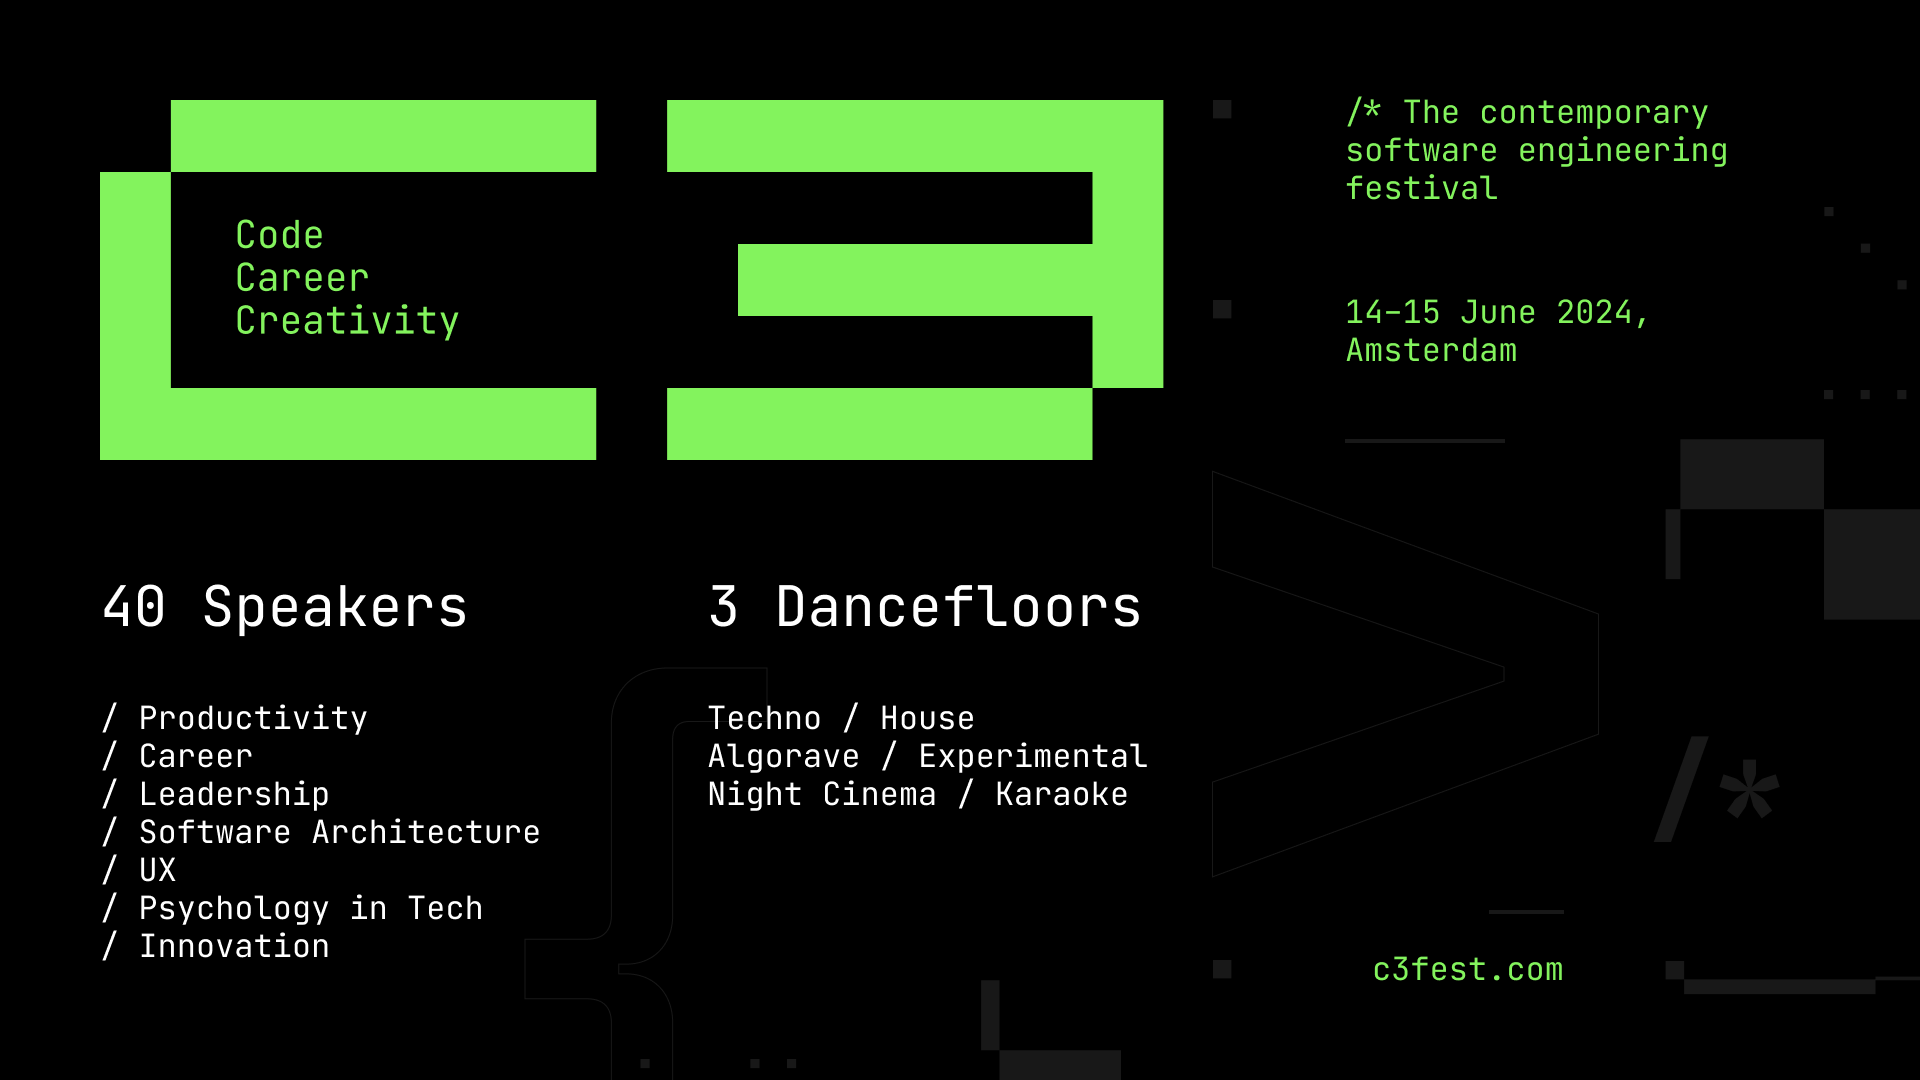 C3
Code
Career
Creativity
/* The contemporary
software engineering
festival
14–15 June 2024,
Amsterdam
40 Speakers
/ Productivity
/ Career
/ Leadership
/ Software Architecture
/ UX
/ Psychology in Tech
/ Innovation
3 Dancefloors
Techno / House
Algorave / Experimental
Night Cinema / Karaoke
>
{
/*
c3fest.com